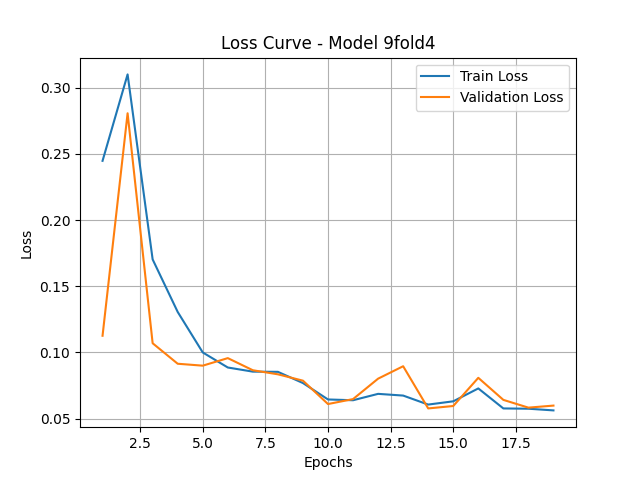 Loss Curve - Model 9fold4
Train Loss
Validation Loss
0.30
0.25
0.20
0.15
0.10
0.05
Loss
2.5 5.0 7.5 10.0 12.5 15.0 17.5
Epochs